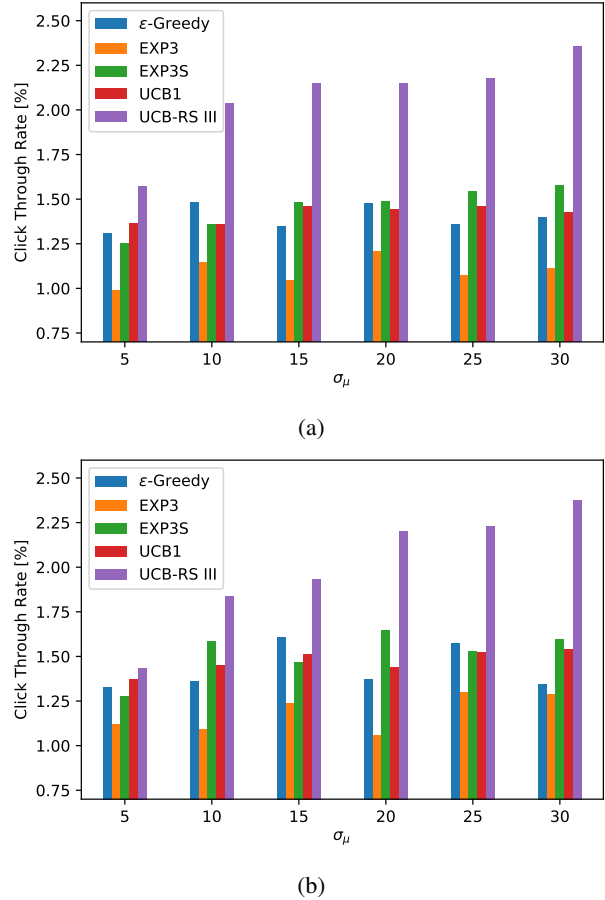 2.50
2.25
2.00
1.75
1.50
1.25
1.00
0.75
Click Through Rate [%]
ε-Greedy
EXP3
EXP3S
UCB1
UCB-RS III
5 10 15 20 25 30
σμ
(a)
2.50
2.25
2.00
1.75
1.50
1.25
1.00
0.75
Click Through Rate [%]
ε-Greedy
EXP3
EXP3S
UCB1
UCB-RS III
5 10 15 20 25 30
σμ
(b)